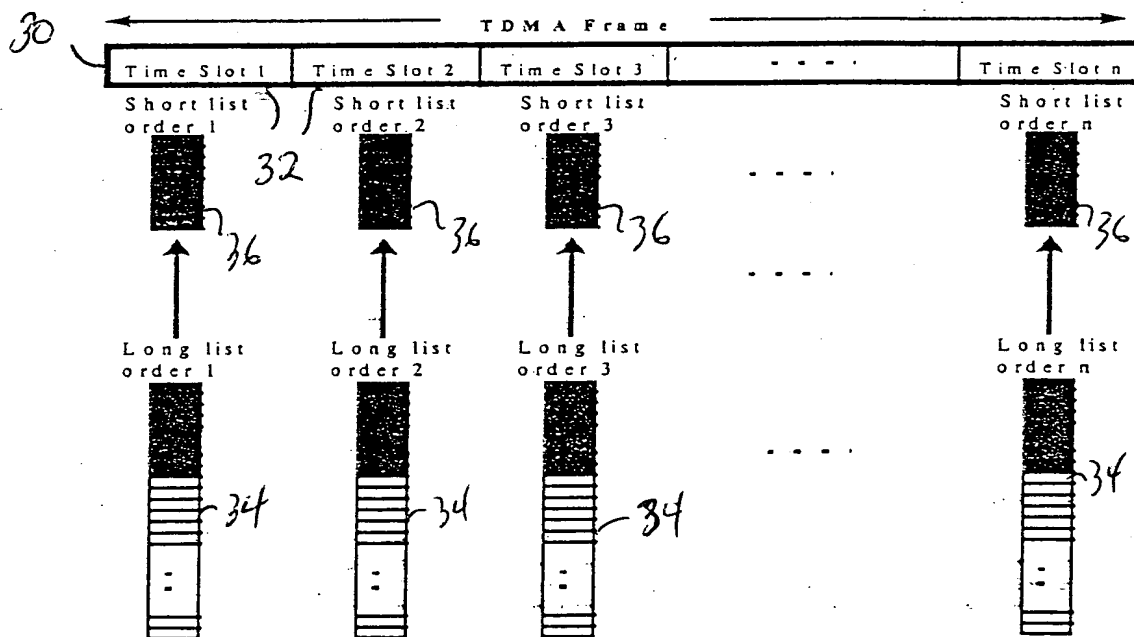 TDMA Frame
30
Time Slot 1 Time Slot 2 Time Slot 3 - - - - Time Slot n
Short list order 1
Short list order 2
Short list order 3
Short list order n
32
36 36 36 36
Long list order 1
Long list order 2
Long list order 3
Long list order n
34 34 34 34